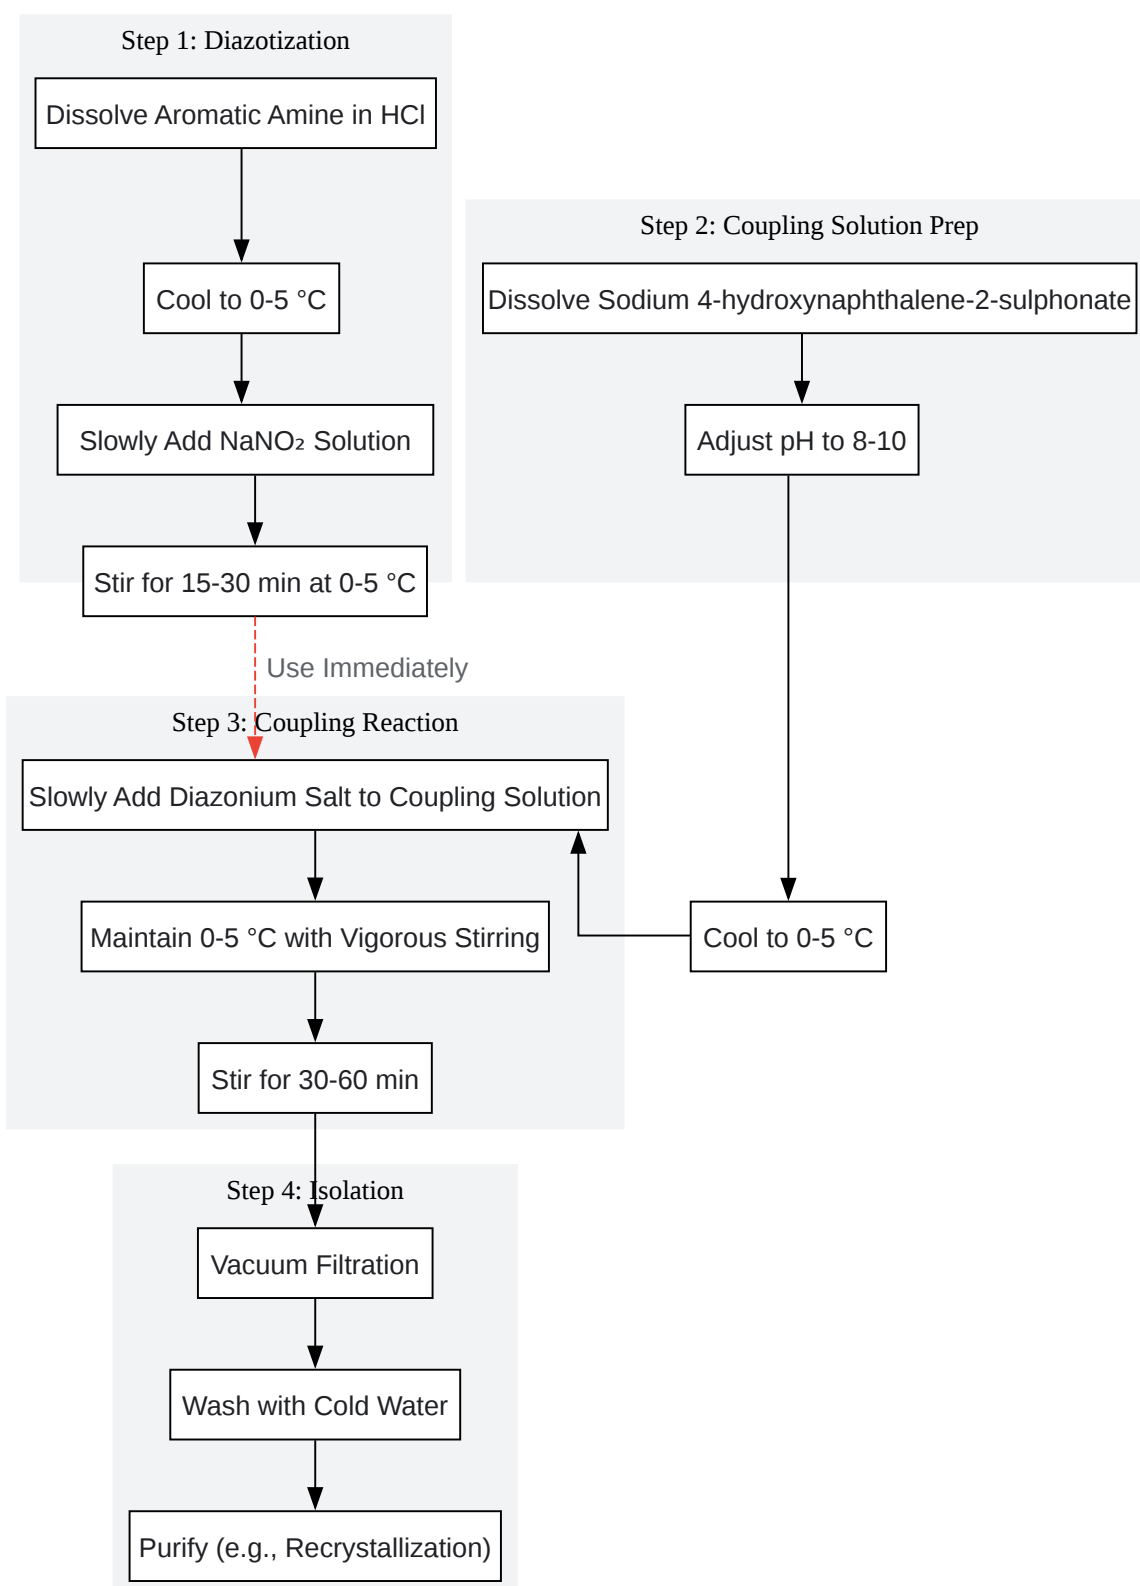 Step 1: Diazotization
Dissolve Aromatic Amine in HCl
Cool to 0-5 °C
Slowly Add NaNO₂ Solution
Stir for 15-30 min at 0-5 °C
Use Immediately
Step 2: Coupling Solution Prep
Dissolve Sodium 4-hydroxynaphthalene-2-sulphonate
Adjust pH to 8-10
Cool to 0-5 °C
Step 3: Coupling Reaction
Slowly Add Diazonium Salt to Coupling Solution
Maintain 0-5 °C with Vigorous Stirring
Stir for 30-60 min
Step 4: Isolation
Vacuum Filtration
Wash with Cold Water
Purify (e.g., Recrystallization)